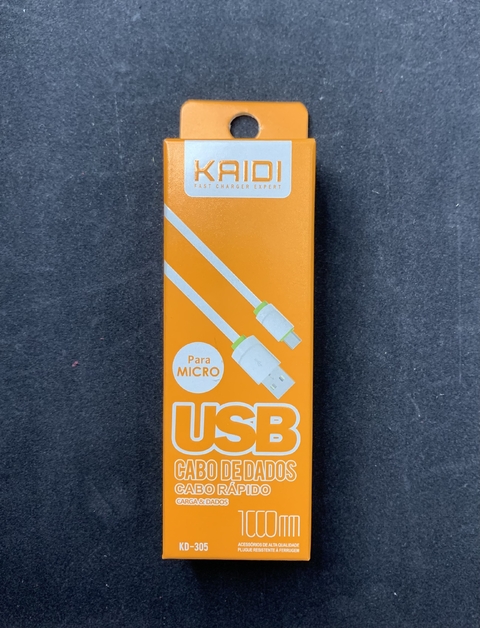 KAIDI
FAST CHARGER EXPERT
Para
MICRO
USB
CABO DE DADOS
CABO RÁPIDO
CARGA & DADOS
1000mm
KD-305
ACESSÓRIOS DE ALTA QUALIDADE
PLUGUE RESISTENTE À FERRUGEM